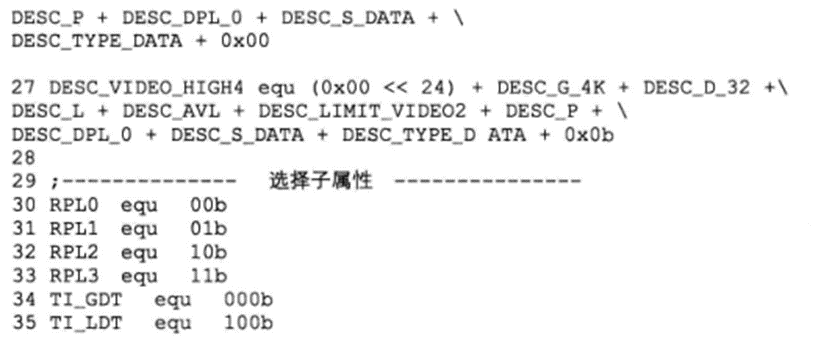 DESC_P + DESC_DPL_0 + DESC_S_DATA + \
DESC_TYPE_DATA + 0x00
27 DESC_VIDEO_HIGH4 equ (0x00 << 24) + DESC_G_4K + DESC_D_32 +\
DESC_L + DESC_AVL + DESC_LIMIT_VIDEO2 + DESC_P + \
DESC_DPL_0 + DESC_S_DATA + DESC_TYPE_D ATA + 0x0b
28
29 ;-------------- 选择子属性 ---------------
30 RPL0 equ 00b
31 RPL1 equ 01b
32 RPL2 equ 10b
33 RPL3 equ 11b
34 TI_GDT equ 000b
35 TI_LDT equ 100b